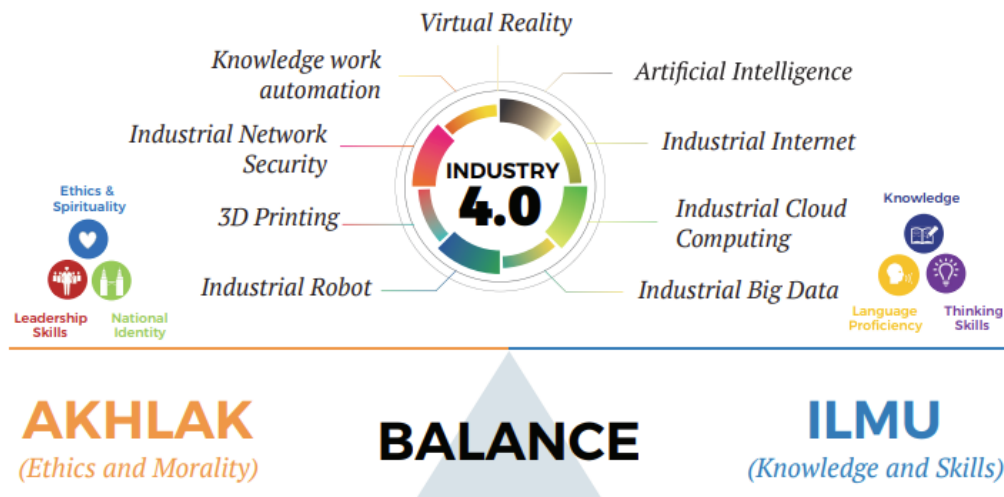 Virtual Reality
Knowledge work
automation
Artificial Intelligence
Industrial Network
Security
Industrial Internet
INDUSTRY
4.0
3D Printing
Industrial Cloud
Computing
Industrial Robot
Industrial Big Data
Ethics &
Spirituality
Leadership
Skills
National
Identity
Knowledge
Language
Proficiency
Thinking
Skills
AKHLAK
(Ethics and Morality)
BALANCE
ILMU
(Knowledge and Skills)